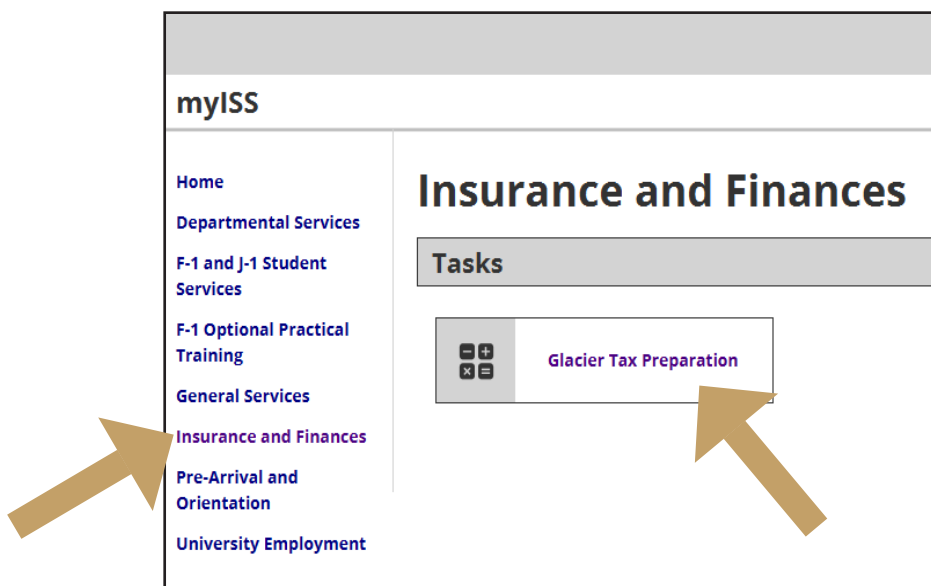 myISS
Home
Departmental Services
F-1 and J-1 Student
Services
F-1 Optional Practical
Training
General Services
Insurance and Finances
Pre-Arrival and
Orientation
University Employment
Insurance and Finances
Tasks
Glacier Tax Preparation